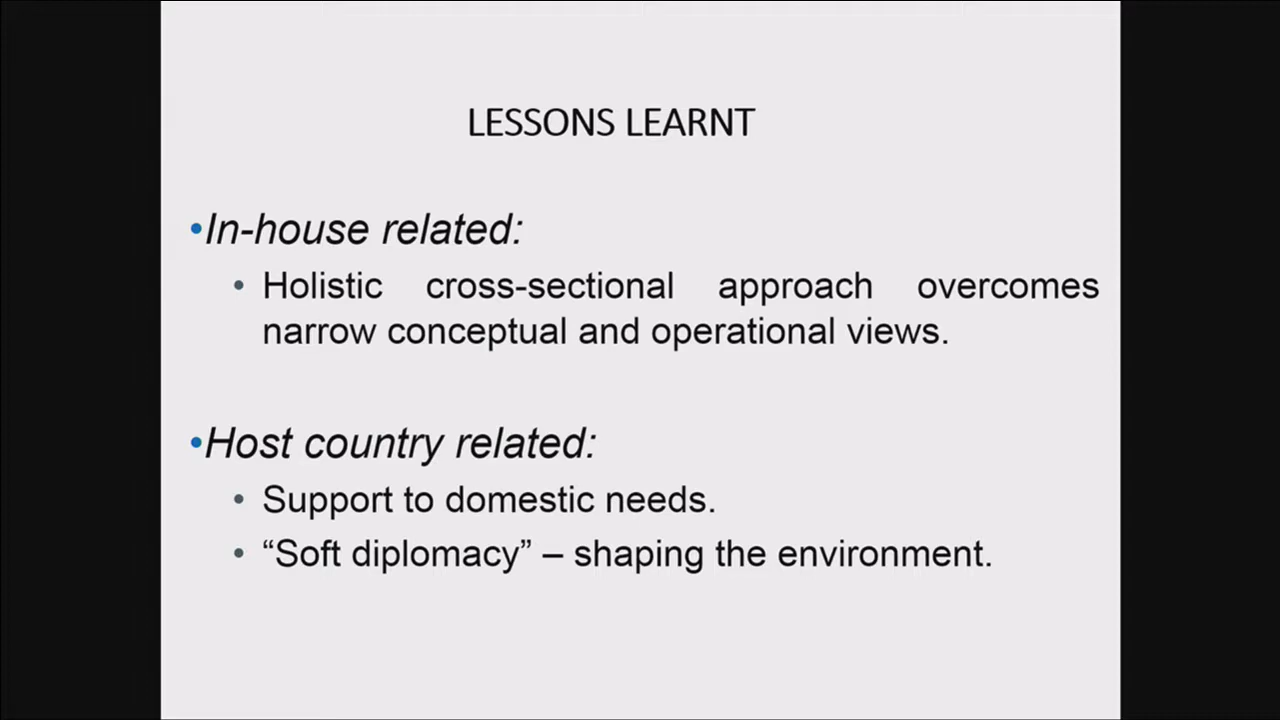 LESSONS LEARNT
•In-house related:
• Holistic cross-sectional approach overcomes
narrow conceptual and operational views.
•Host country related:
• Support to domestic needs.
• “Soft diplomacy” – shaping the environment.